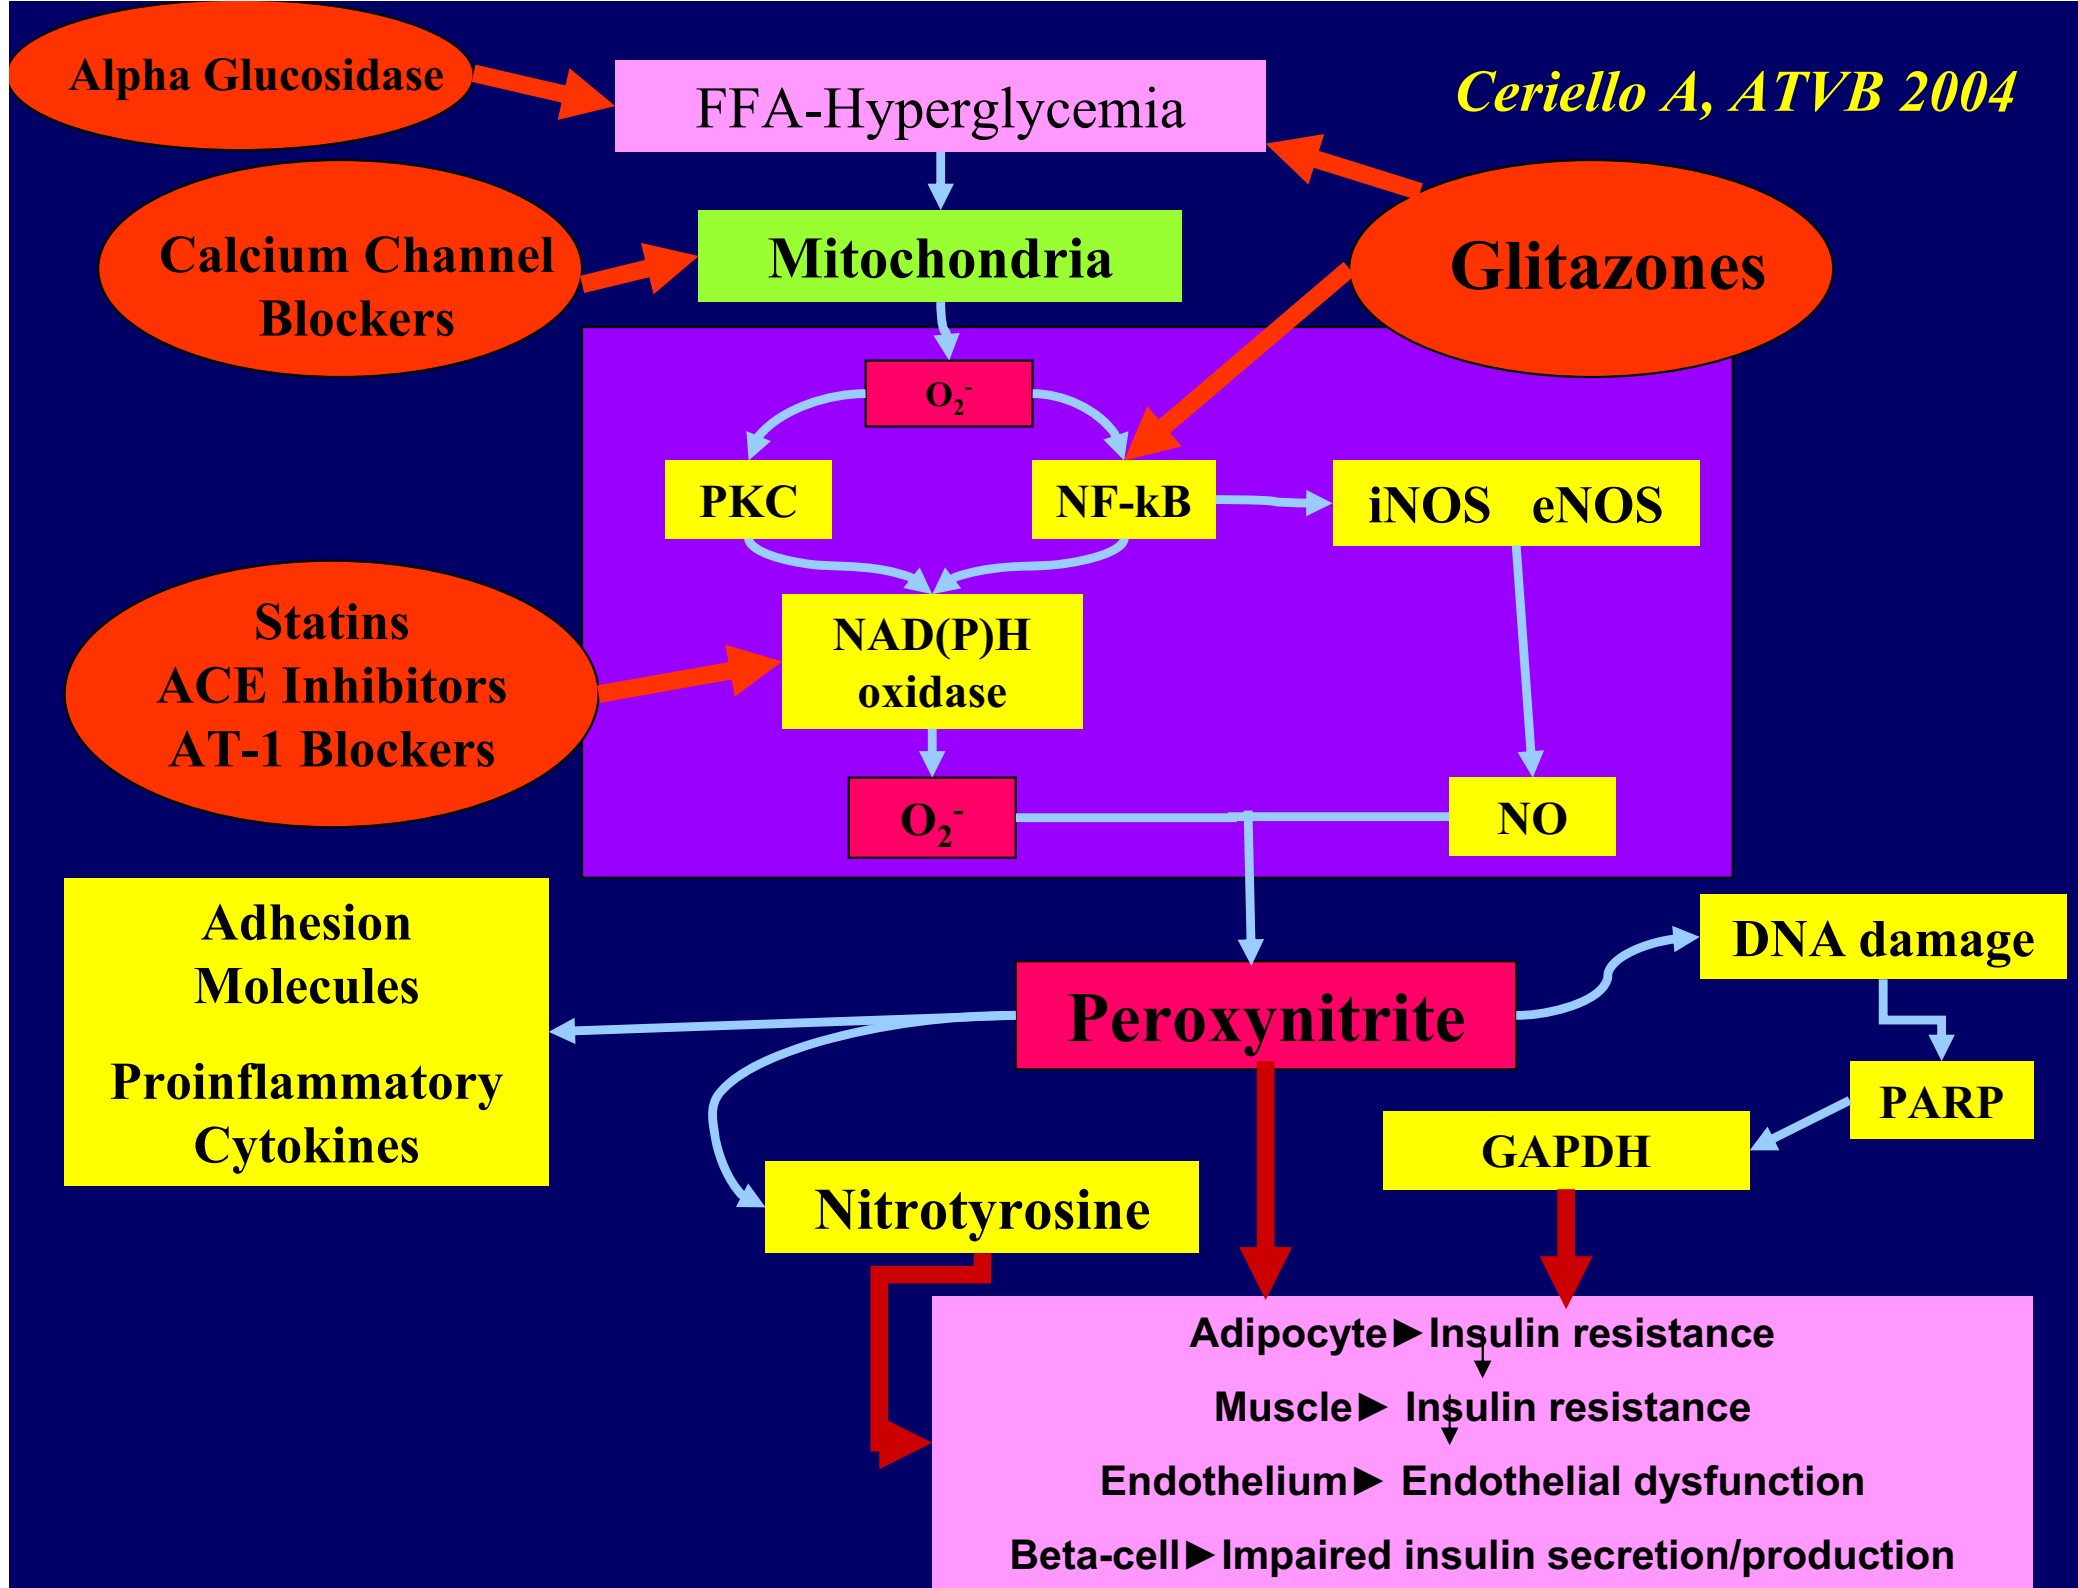 Alpha Glucosidase
FFA-Hyperglycemia
Ceriello A, ATVB 2004
Calcium Channel
Blockers
Mitochondria
Glitazones
O2-
PKC
NF-kB
iNOS eNOS
Statins
ACE Inhibitors
AT-1 Blockers
NAD(P)H
oxidase
O2-
NO
Adhesion
Molecules
Proinflammatory
Cytokines
Peroxynitrite
DNA damage
PARP
GAPDH
Nitrotyrosine
Adipocyte►Insulin resistance
Muscle► Insulin resistance
Endothelium► Endothelial dysfunction
Beta-cell►Impaired insulin secretion/production